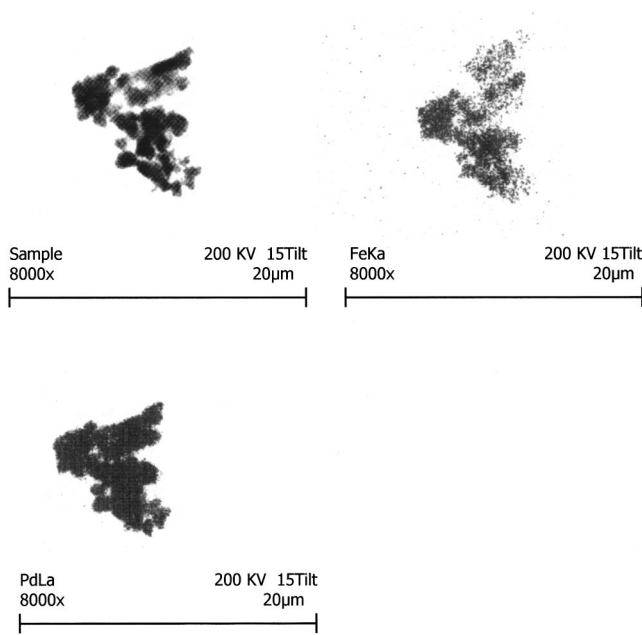 Sample 200 KV 15Tilt
8000x 20µm
FeKa 200 KV 15Tilt
8000x 20µm
PdLa 200 KV 15Tilt
8000x 20µm